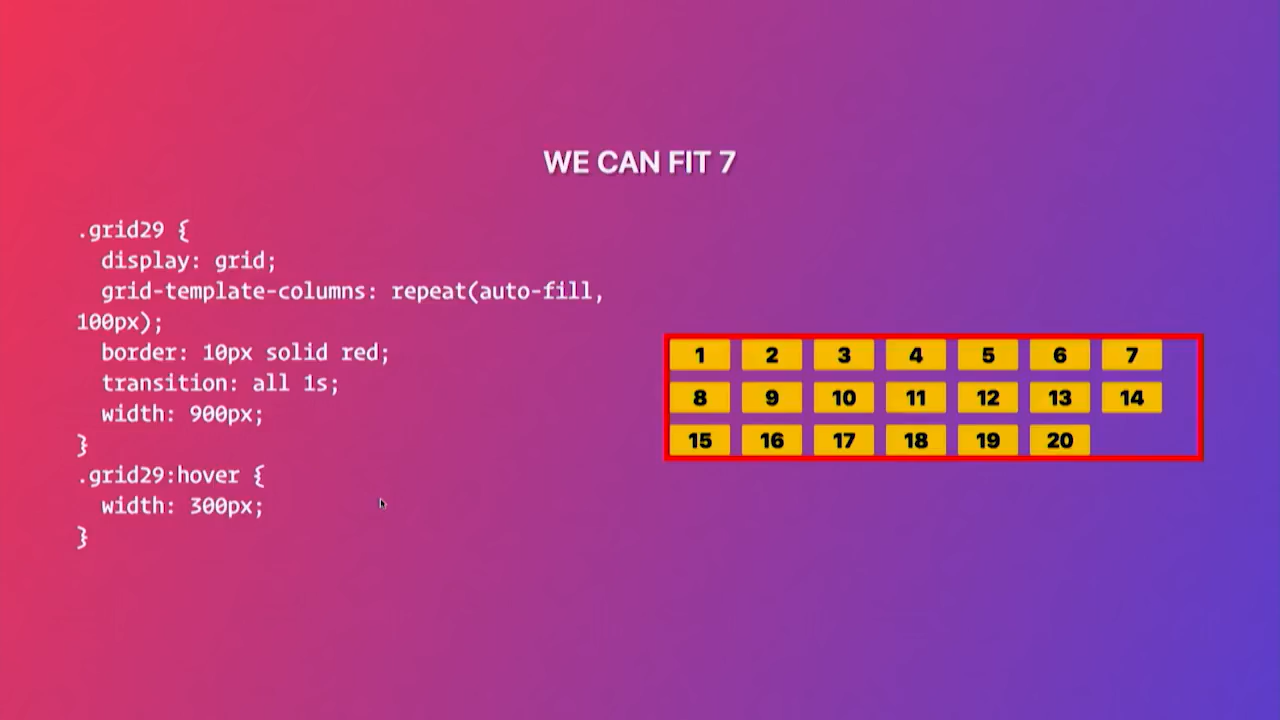 WE CAN FIT 7
.grid29 {
  display: grid;
  grid-template-columns: repeat(auto-fill,
100px);
  border: 10px solid red;
  transition: all 1s;
  width: 900px;
}
.grid29:hover {
  width: 300px;
}
1 2 3 4 5 6 7
8 9 10 11 12 13 14
15 16 17 18 19 20